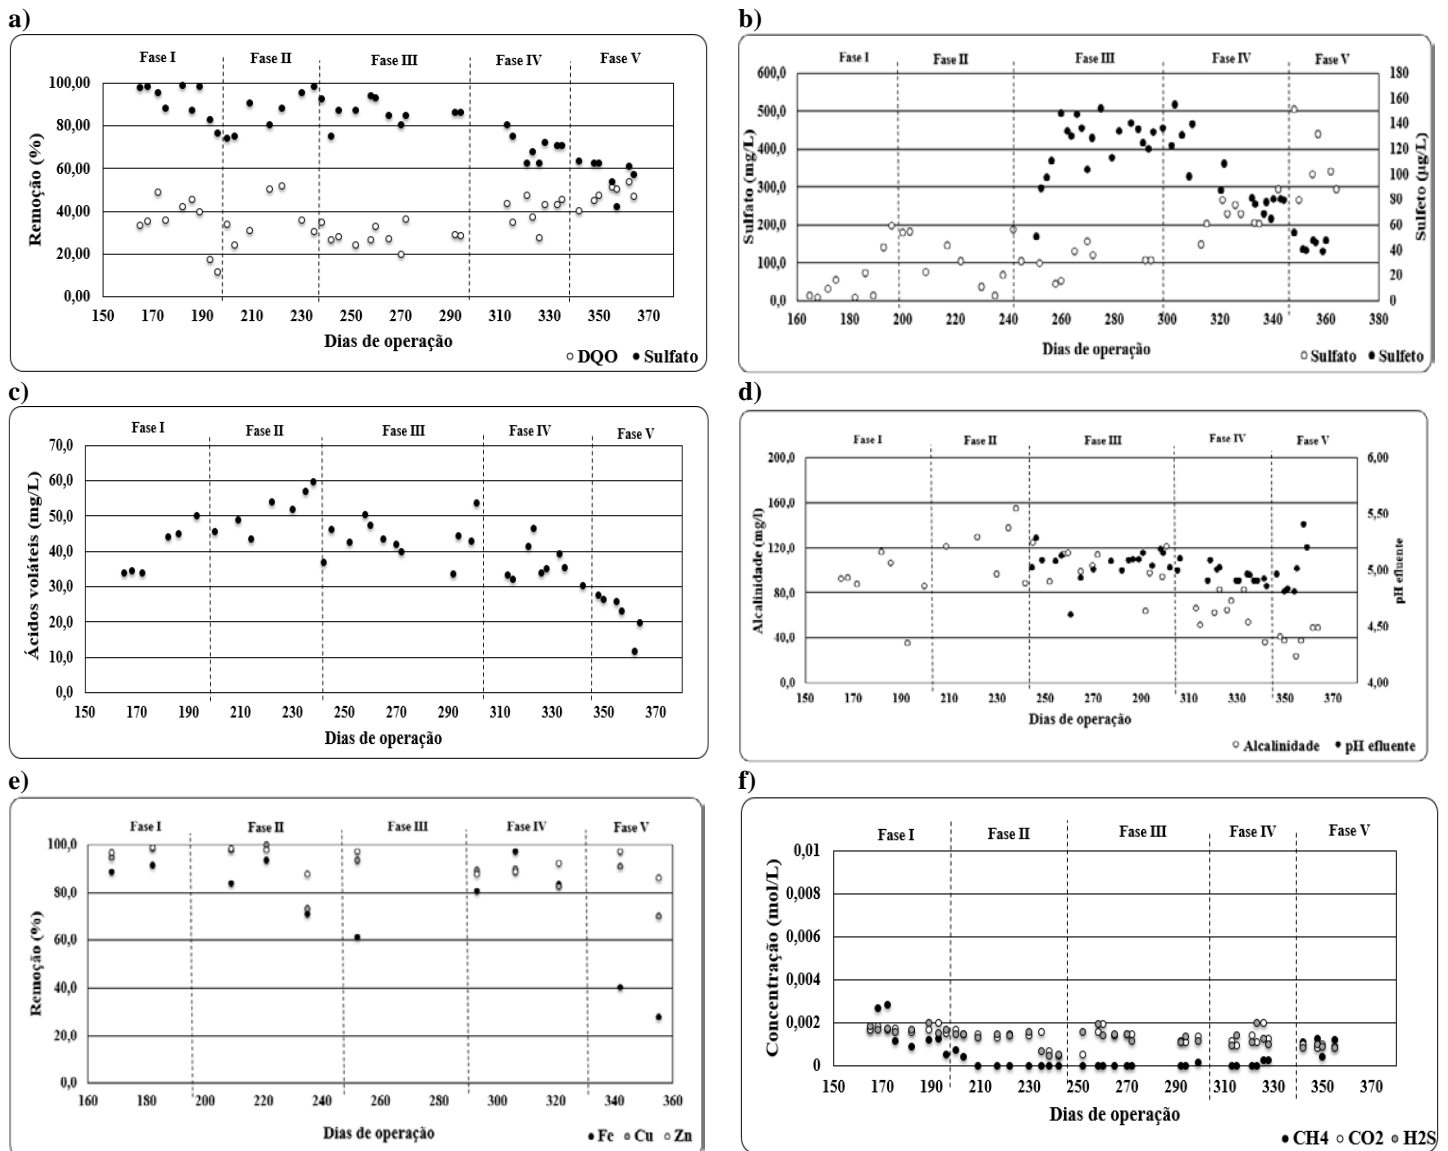 a)
Fase I Fase II Fase III Fase IV Fase V
100,00
80,00
60,00
40,00
20,00
0,00
Remoção (%)
150 170 190 210 230 250 270 290 310 330 350 370
Dias de operação
DQO Sulfato
b)
Fase I Fase II Fase III Fase IV Fase V
600,0
500,0
400,0
300,0
200,0
100,0
0,0
Sulfato (mg/L)
180
160
140
120
100
80
60
40
20
0
Sulfeto (µg/L)
160 180 200 220 240 260 280 300 320 340 360 380
Dias de operação
Sulfato Sulfeto
c)
Fase I Fase II Fase III Fase IV Fase V
70,0
60,0
50,0
40,0
30,0
20,0
10,0
0,0
Ácidos voláteis (mg/L)
150 170 190 210 230 250 270 290 310 330 350 370
Dias de operação
d)
Fase I Fase II Fase III Fase IV Fase V
200,0
160,0
120,0
80,0
40,0
0,0
Alcalinidade (mg/l)
6,00
5,50
5,00
4,50
4,00
pH efluente
150 170 190 210 230 250 270 290 310 330 350 370
Dias de operação
Alcalinidade pH efluente
e)
Fase I Fase II Fase III Fase IV Fase V
100,0
80,0
60,0
40,0
20,0
0,0
Remoção (%)
160 180 200 220 240 260 280 300 320 340 360
Dias de operação
Fe Cu Zn
f)
Fase I Fase II Fase III Fase IV Fase V
0,01
0,008
0,006
0,004
0,002
0
Concentração (mol/L)
150 170 190 210 230 250 270 290 310 330 350 370
Dias de operação
CH4 CO2 H2S